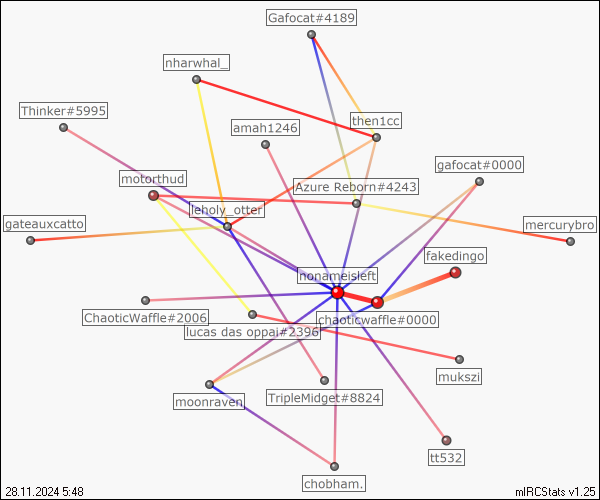 Gafocat#4189
nharwhal_
Thinker#5995
then1cc
amah1246
gafocat#0000
motorthud
Azure Reborn#4243
leholy_otter
gateauxcatto
mercurybro
fakedingo
nonameisleft
ChaoticWaffle#2006
chaoticwaffle#0000
lucas das oppai#2396
mukszi
moonraven
TripleMidget#8824
tt532
chobham.
28.11.2024 5:48
mIRCStats v1.25